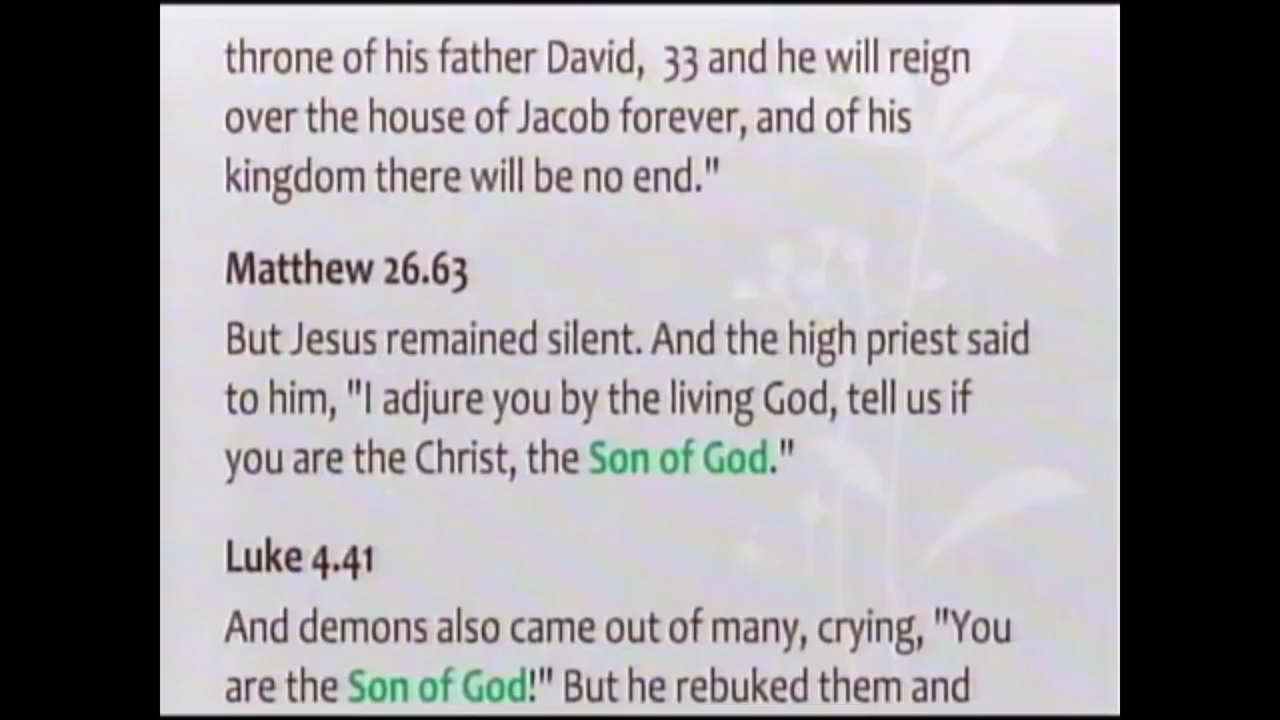 throne of his father David, 33 and he will reign
over the house of Jacob forever, and of his
kingdom there will be no end."
Matthew 26.63
But Jesus remained silent. And the high priest said
to him, "I adjure you by the living God, tell us if
you are the Christ, the Son of God."
Luke 4.41
And demons also came out of many, crying, "You
are the Son of God!" But he rebuked them and